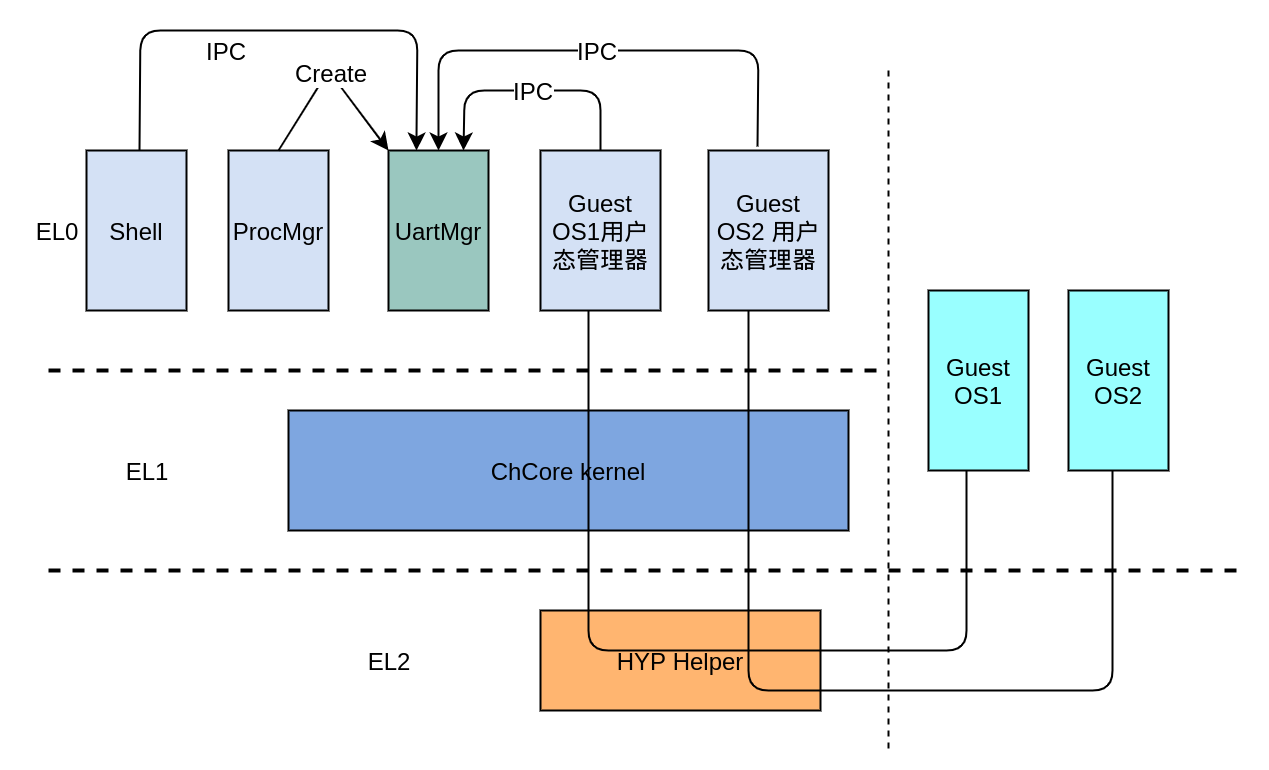 IPC
IPC
Create
IPC
EL0
Shell
ProcMgr
UartMgr
Guest
OS1用户
态管理器
Guest
OS2 用户
态管理器
Guest
OS1
Guest
OS2
EL1
ChCore kernel
EL2
HYP Helper